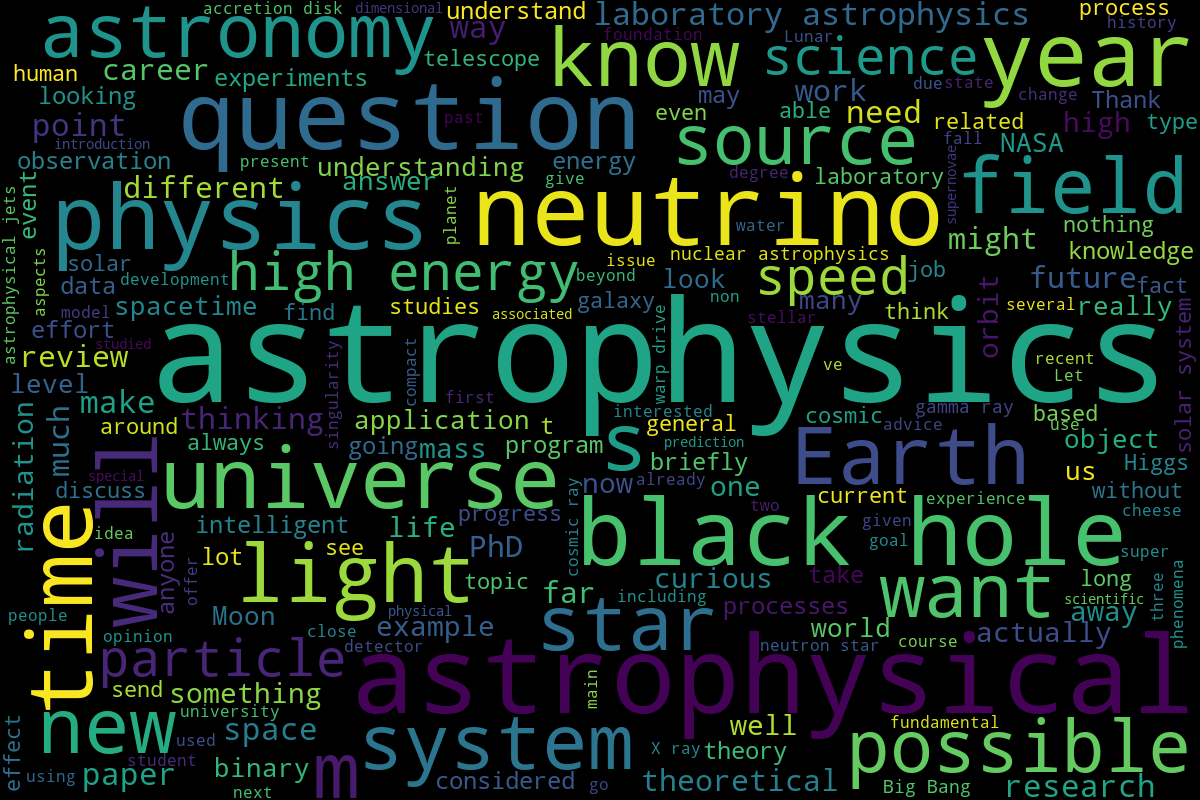 accretion disk
dimensional
understand
laboratory astrophysics
process
astronomy
way
foundation
Lunar
history
know
science
year
human
career
experiments
telescope
looking
question
may
work
due
state
change
Thank
point
past
even
able
need
related
high
type
introduction
source
fall
NASA
observation
present
understanding
energy
answer
give
degree
laboratory
supernovae
field
event
different
physics
planet
neutrino
water
might
nothing
knowledge
astrophysical jets
aspects
solar
development
high energy
issue
beyond
nuclear astrophysics
look
speed
job
orbit
future
fact
data
model
spacetime
find
studies
associated
galaxy
non
many
stellar
think
several
really
effort
studied
review
astrophysics
warp drive
singularity
compact
ve
recent
Let
solar system
level
make
first
thinking
application
t
interested
general
cosmic
gamma ray
advice
based
use
around
always
going
mass
program
s
prediction
briefly
Earth
object
radiation
much
will
special
universe
already
now
one
us
Higgs
discuss
current
experience
without
cheese
idea
intelligent
life
progress
cosmic ray
two
black hole
given
goal
super
time
anyone
offer
lot
light
see
PhD
topic
far
including
curious
take
want
long
scientific
three
phenomena
people
Moon
physical
close
example
star
processes
world
away
actually
opinion
detector
neutron star
course
particle
astrophysical
send
something
main
new
university
used
space
system
well
fundamental
possible
effect
student
X ray
theory
using
paper
binary
m
considered
go
theoretical
Big Bang
research
next